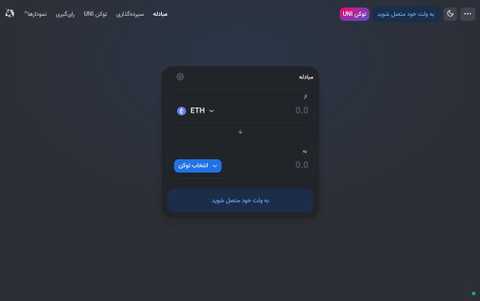 مبادله
سپرده‌گذاری
توکن UNI
رای‌گیری
نمودارها
توکن UNI
به ولت خود متصل شوید
مبادله
از
0.0
ETH
به
0.0
انتخاب توکن
به ولت خود متصل شوید